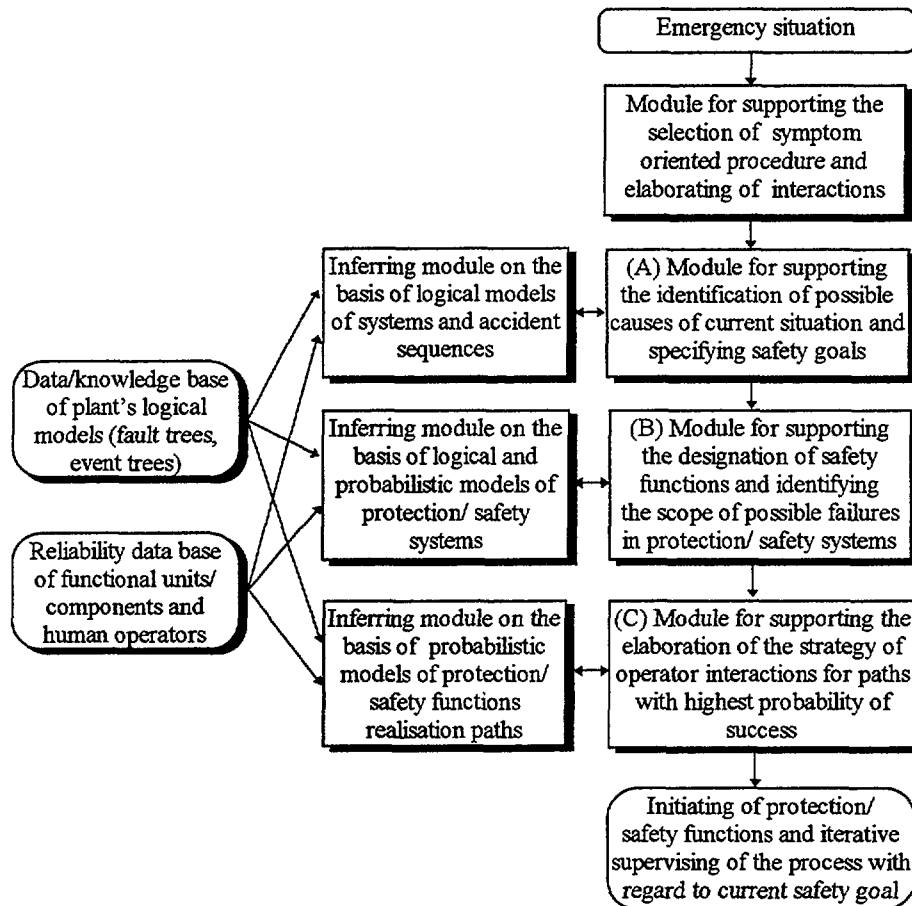 Emergency situation
Module for supporting the
selection of symptom
oriented procedure and
elaborating of interactions
Inferring module on the
basis of logical models
of systems and accident
sequences
(A) Module for supporting
the identification of possible
causes of current situation and
specifying safety goals
Data/knowledge base
of plant's logical
models (fault trees,
event trees)
Inferring module on the
basis of logical and
probabilistic models of
protection/ safety
systems
(B) Module for supporting
the designation of safety
functions and identifying
the scope of possible failures
in protection/ safety systems
Reliability data base
of functional units/
components and
human operators
Inferring module on the
basis of probabilistic
models of protection/
safety functions
realisation paths
(C) Module for supporting the
elaboration of the strategy of
operator interactions for paths
with highest probability of
success
Initiating of protection/
safety functions and iterative
supervising of the process with
regard to current safety goal